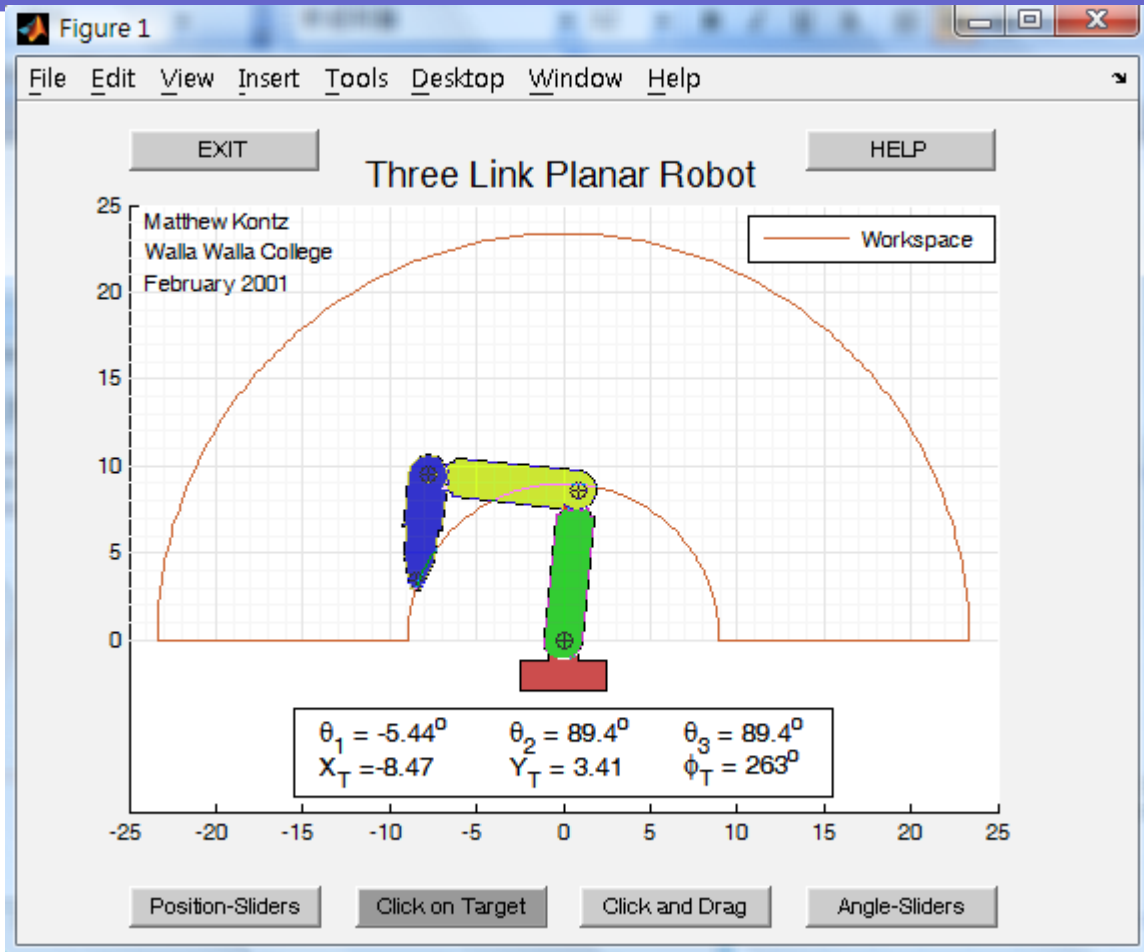 Figure 1
File Edit View Insert Tools Desktop Window Help
EXIT
HELP
Three Link Planar Robot
Matthew Kontz
Walla Walla College
February 2001
Workspace
25
20
15
10
5
0
θ1 = -5.44o θ2 = 89.4o θ3 = 89.4o
XT =-8.47 YT = 3.41 ϕT = 263o
-25 -20 -15 -10 -5 0 5 10 15 20 25
Position-Sliders Click on Target Click and Drag Angle-Sliders